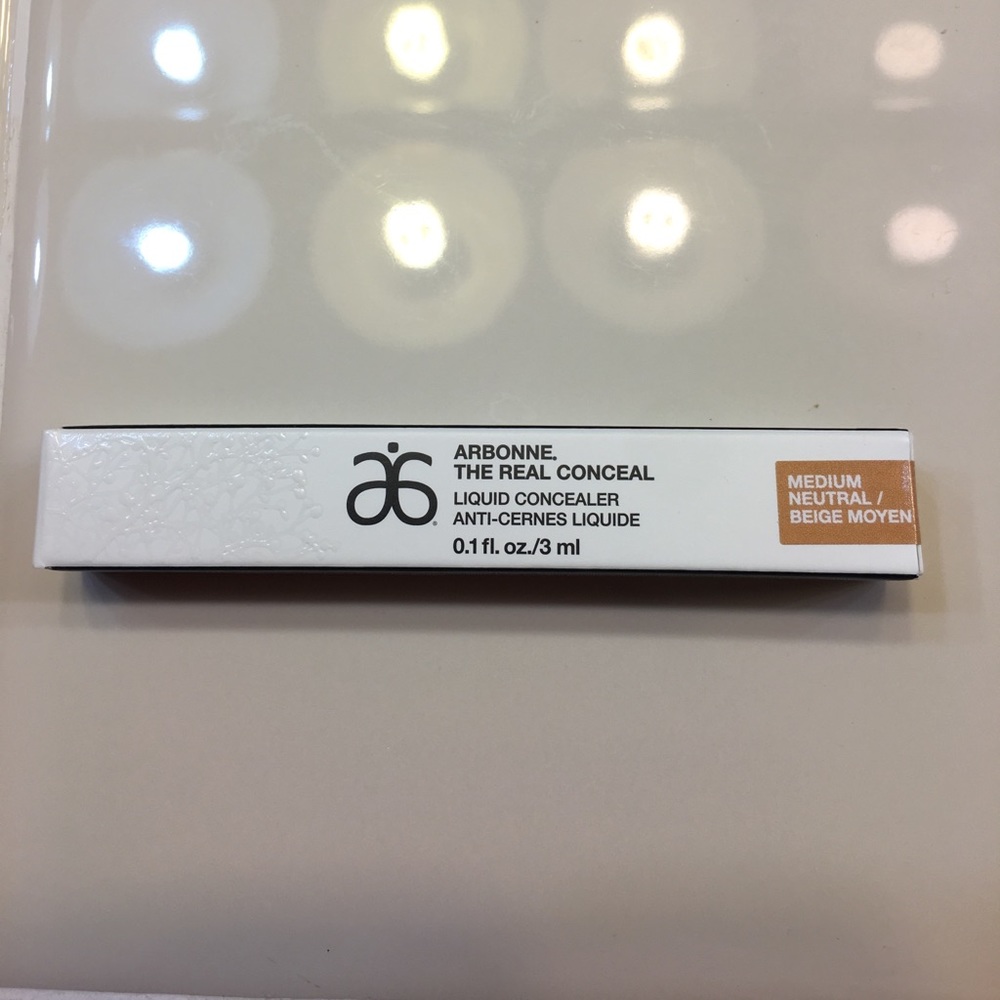 ARBONNE.
THE REAL CONCEAL
LIQUID CONCEALER
ANTI-CERNES LIQUIDE
0.1 fl. oz./3 ml
MEDIUM
NEUTRAL /
BEIGE MOYEN